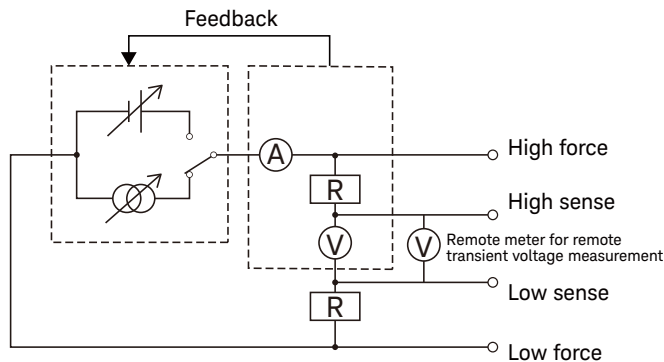 Feedback
A
High force
R
High sense
V
V
Remote meter for remote
transient voltage measurement
Low sense
R
Low force